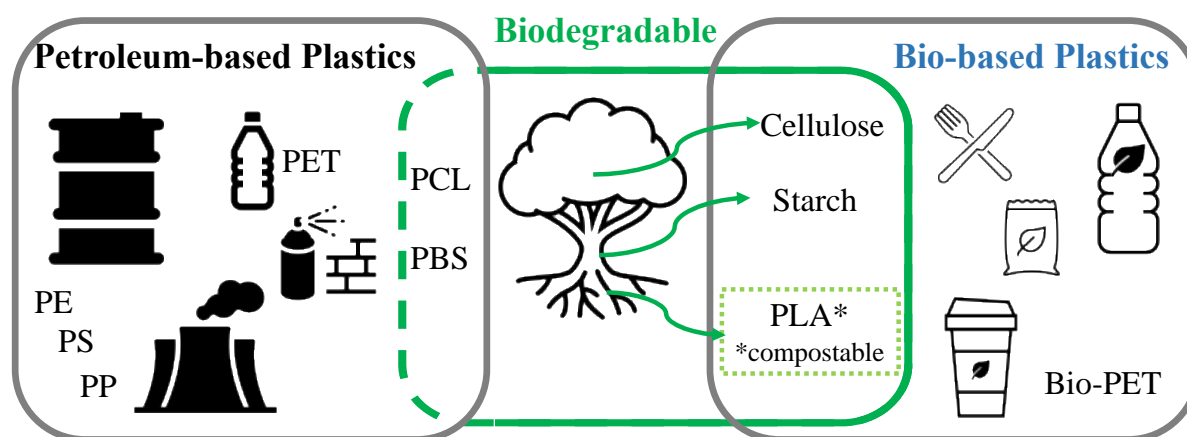 Biodegradable
Petroleum-based Plastics
Bio-based Plastics
PET
PCL
PBS
PE
PS
PP
Cellulose
Starch
PLA*
*compostable
Bio-PET